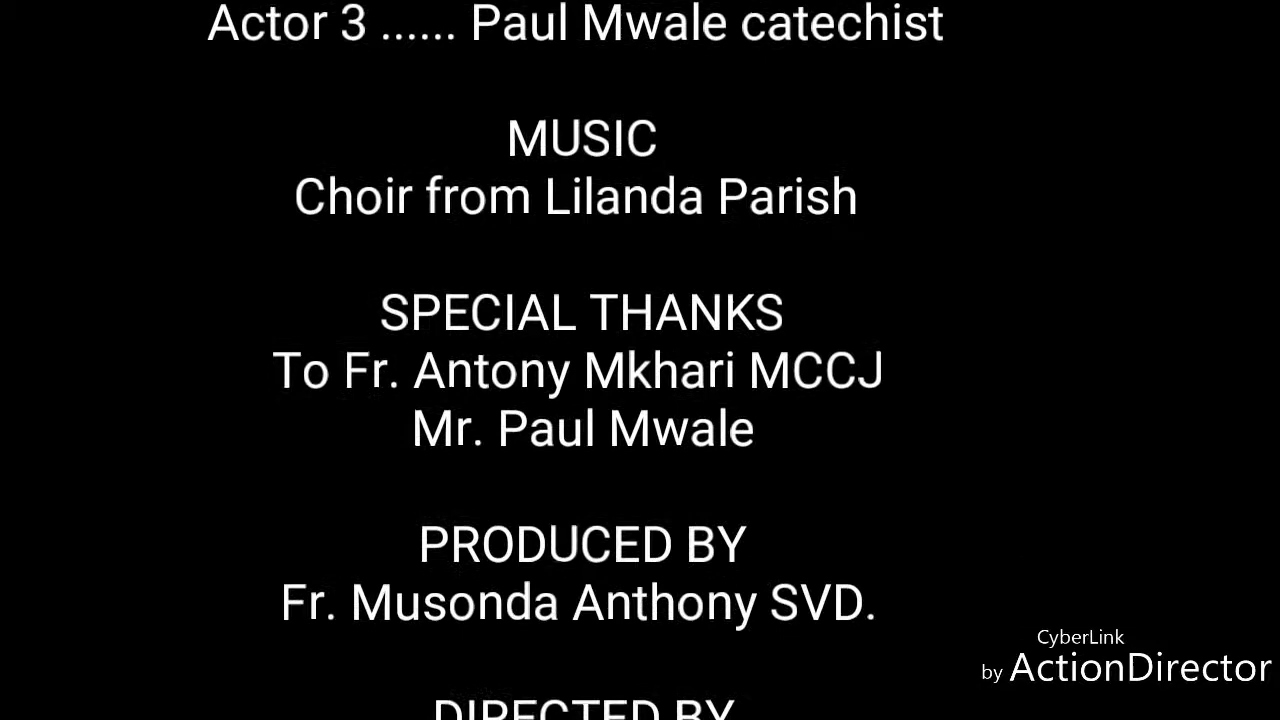 Actor 3 ...... Paul Mwale catechist
MUSIC
Choir from Lilanda Parish
SPECIAL THANKS
To Fr. Antony Mkhari MCCJ
Mr. Paul Mwale
PRODUCED BY
Fr. Musonda Anthony SVD.
DIRECTED BY
CyberLink
by ActionDirector